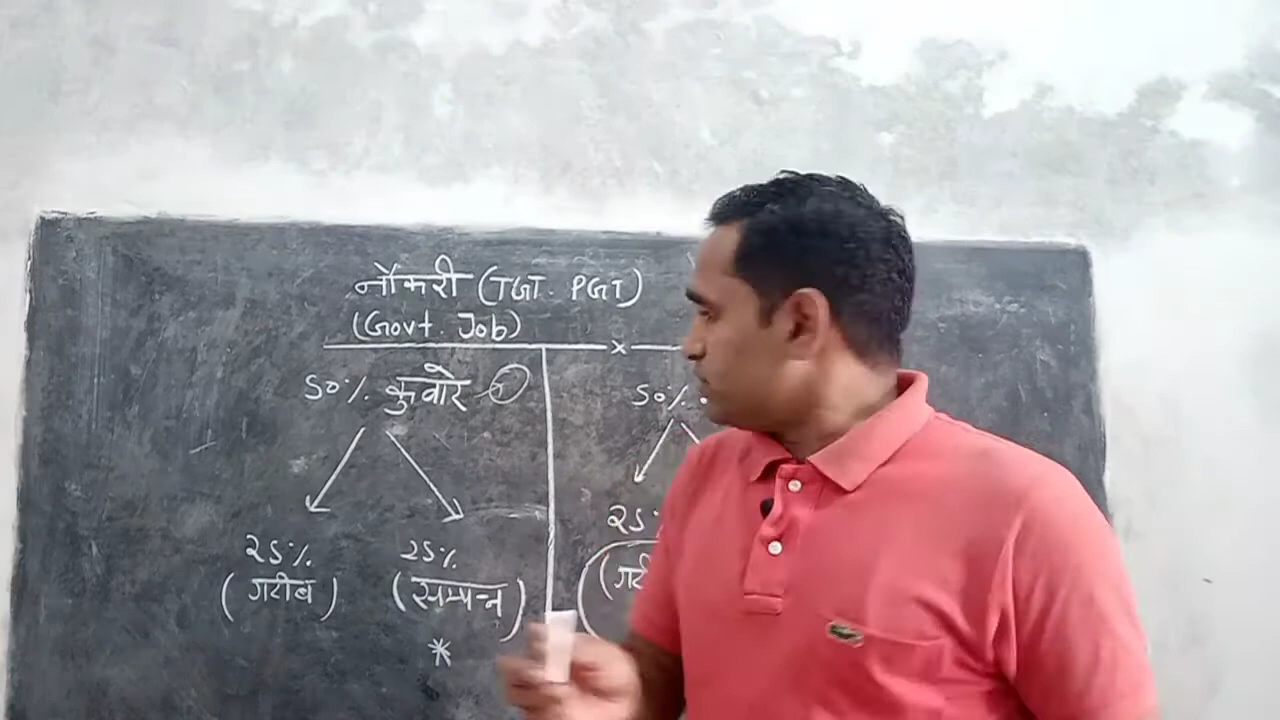 नौकरी (TGT. PGT)
(Govt. Job)
50% कुवारे
50%
25%
(गरीब)
25%
(सम्पन्न)
*
25